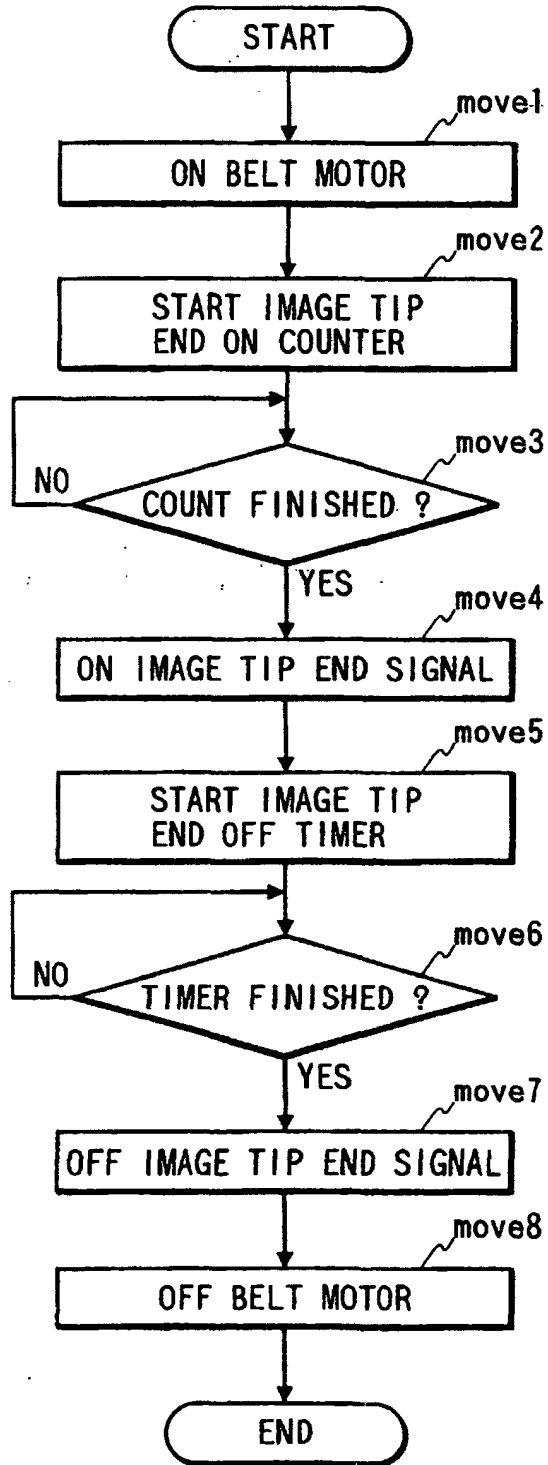 START
move1
ON BELT MOTOR
move2
START IMAGE TIP
END ON COUNTER
move3
NO
COUNT FINISHED ?
YES
move4
ON IMAGE TIP END SIGNAL
move5
START IMAGE TIP
END OFF TIMER
move6
NO
TIMER FINISHED ?
YES
move7
OFF IMAGE TIP END SIGNAL
move8
OFF BELT MOTOR
END